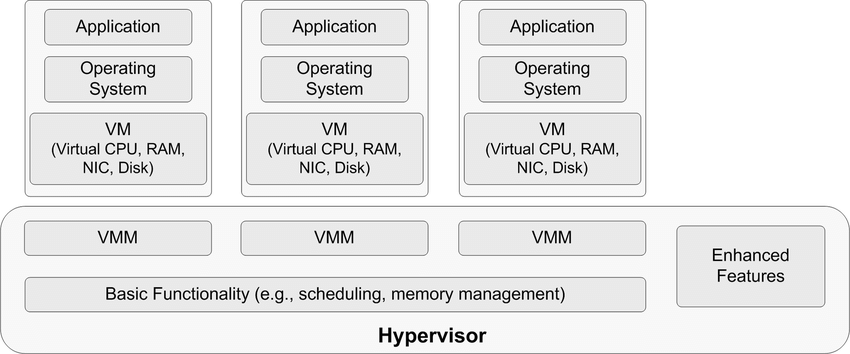 Application
Operating
System
VM
(Virtual CPU, RAM,
NIC, Disk)
Application
Operating
System
VM
(Virtual CPU, RAM,
NIC, Disk)
Application
Operating
System
VM
(Virtual CPU, RAM,
NIC, Disk)
VMM
VMM
VMM
Enhanced
Features
Basic Functionality (e.g., scheduling, memory management)
Hypervisor